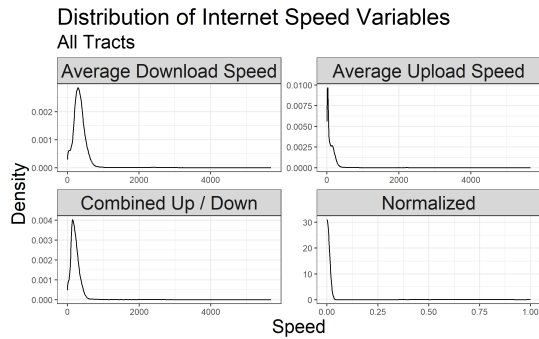 Distribution of Internet Speed Variables
All Tracts
Average Download Speed
Average Upload Speed
0.002
0.001
0.000
0 2000 4000
0.0100
0.0075
0.0050
0.0025
0.0000
0 2000 4000
Density
Combined Up / Down
Normalized
0.004
0.003
0.002
0.001
0.000
0 2000 4000
30
20
10
0
0.00 0.25 0.50 0.75 1.00
Speed